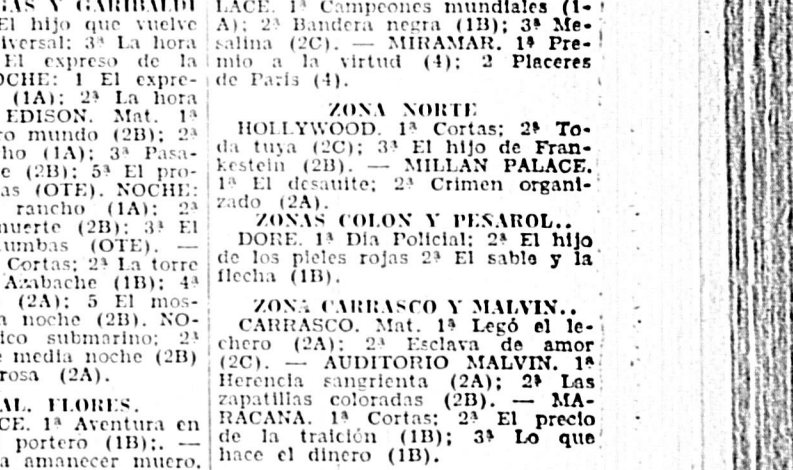 GAS Y GARIBALDI
El hijo que vuelve
iversal; 3ª La hora
El expreso de la
OCHE: 1 El expre-
(1A); 2ª La hora
EDISON. Mat. 1ª
ro mundo (2B); 2ª
ho (1A); 3ª Pasa-
e (2B); 5ª El pro-
as (OTE). NOCHE:
rancho (1A); 2ª
muerte (2B); 3ª El
umbas (OTE). —
Cortas; 2ª La torre
Azabache (1B); 4ª
(2A); 5 El mos-
a noche (2B). NO-
ico submarino; 2ª
e media noche (2B)
rosa (2A).
AL. FLORES.
CE. 1ª Aventura en
portero (1B);. —
a amanecer muero.
LACE. 1ª Campeones mundiales (1-
A); 2ª Bandera negra (1B); 3ª Me-
salina (2C). — MIRAMAR. 1ª Pre-
mio a la virtud (4); 2 Placeres
de París (4).
ZONA NORTE
HOLLYWOOD. 1ª Cortas; 2ª To-
da tuya (2C); 3ª El hijo de Fran-
kestein (2B). — MILLAN PALACE.
1ª El desauite; 2ª Crimen organi-
zado (2A).
ZONAS COLON Y PEÑAROL..
DORE. 1ª Dia Policial; 2ª El hijo
de los pieles rojas 2ª El sable y la
flecha (1B).
ZONA CARRASCO Y MALVIN..
CARRASCO. Mat. 1ª Legó el le-
chero (2A); 2ª Esclava de amor
(2C). — AUDITORIO MALVIN. 1ª
Herencia sangrienta (2A); 2ª Las
zapatillas coloradas (2B). — MA-
RACANA. 1ª Cortas; 2ª El precio
de la traición (1B); 3ª Lo que
hace el dinero (1B).